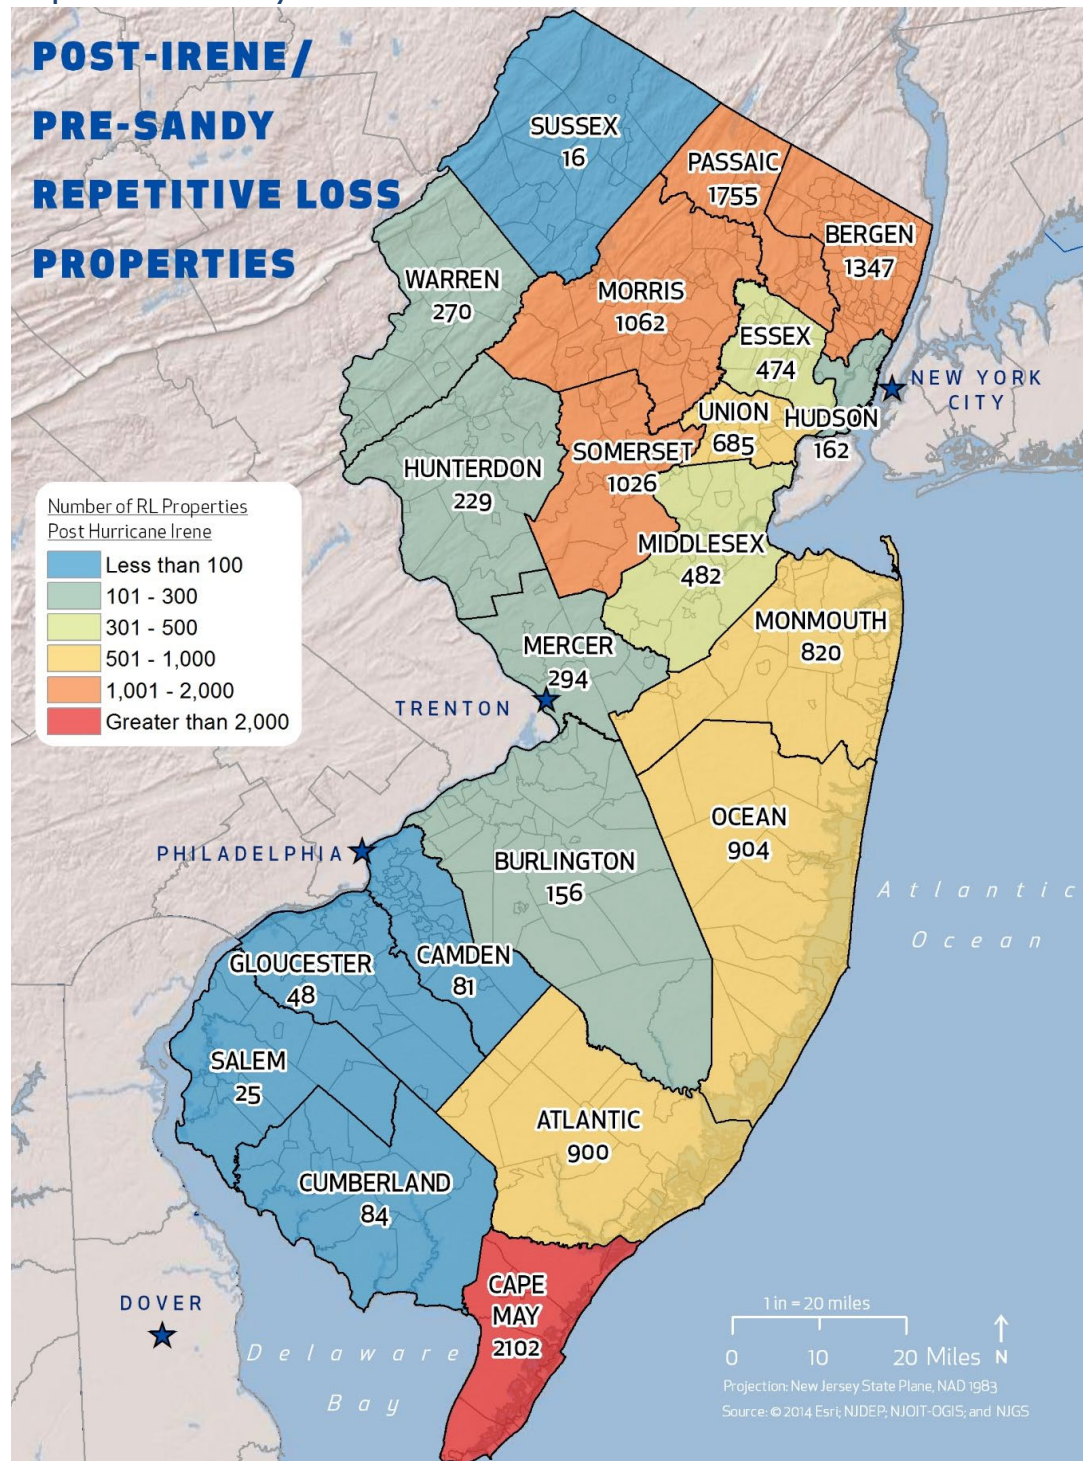 POST-IRENE/
PRE-SANDY
REPETITIVE LOSS
PROPERTIES
SUSSEX
16
PASSAIC
1755
BERGEN
1347
WARREN
270
MORRIS
1062
ESSEX
474
NEW YORK
CITY
UNION
685
HUDSON
162
SOMERSET
1026
HUNTERDON
229
Number of RL Properties
Post Hurricane Irene
Less than 100
101 - 300
301 - 500
501 - 1,000
1,001 - 2,000
Greater than 2,000
MIDDLESEX
482
MONMOUTH
820
MERCER
294
TRENTON
OCEAN
904
PHILADELPHIA
BURLINGTON
156
Atlantic
Ocean
CAMDEN
81
GLOUCESTER
48
SALEM
25
ATLANTIC
900
CUMBERLAND
84
CAPE
MAY
2102
DOVER
Delaware
Bay
1 in = 20 miles
0 10 20 Miles N
Projection: New Jersey State Plane, NAD 1983
Source: © 2014 Esri; NJDEP; NJOIT-OGIS; and NJGS